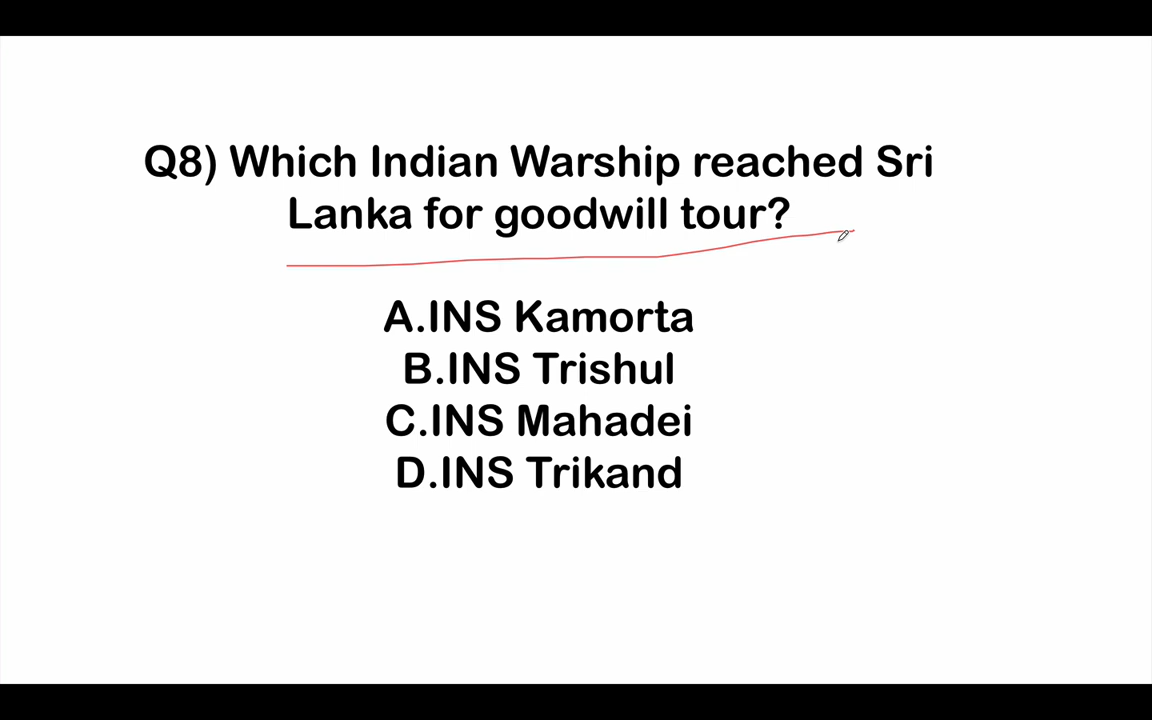 Q8) Which Indian Warship reached Sri
Lanka for goodwill tour?
A.INS Kamorta
B.INS Trishul
C.INS Mahadei
D.INS Trikand